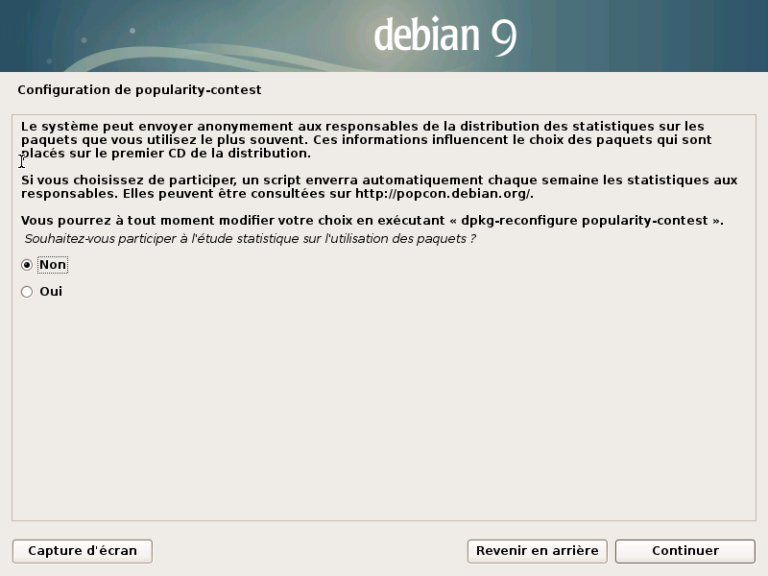 debian 9
Configuration de popularity-contest
Le système peut envoyer anonymement aux responsables de la distribution des statistiques sur les
paquets que vous utilisez le plus souvent. Ces informations influencent le choix des paquets qui sont
placés sur le premier CD de la distribution.
Si vous choisissez de participer, un script enverra automatiquement chaque semaine les statistiques aux
responsables. Elles peuvent être consultées sur http://popcon.debian.org/.
Vous pourrez à tout moment modifier votre choix en exécutant « dpkg-reconfigure popularity-contest ».
Souhaitez-vous participer à l'étude statistique sur l'utilisation des paquets ?
Non
Oui
Capture d'écran
Revenir en arrière
Continuer